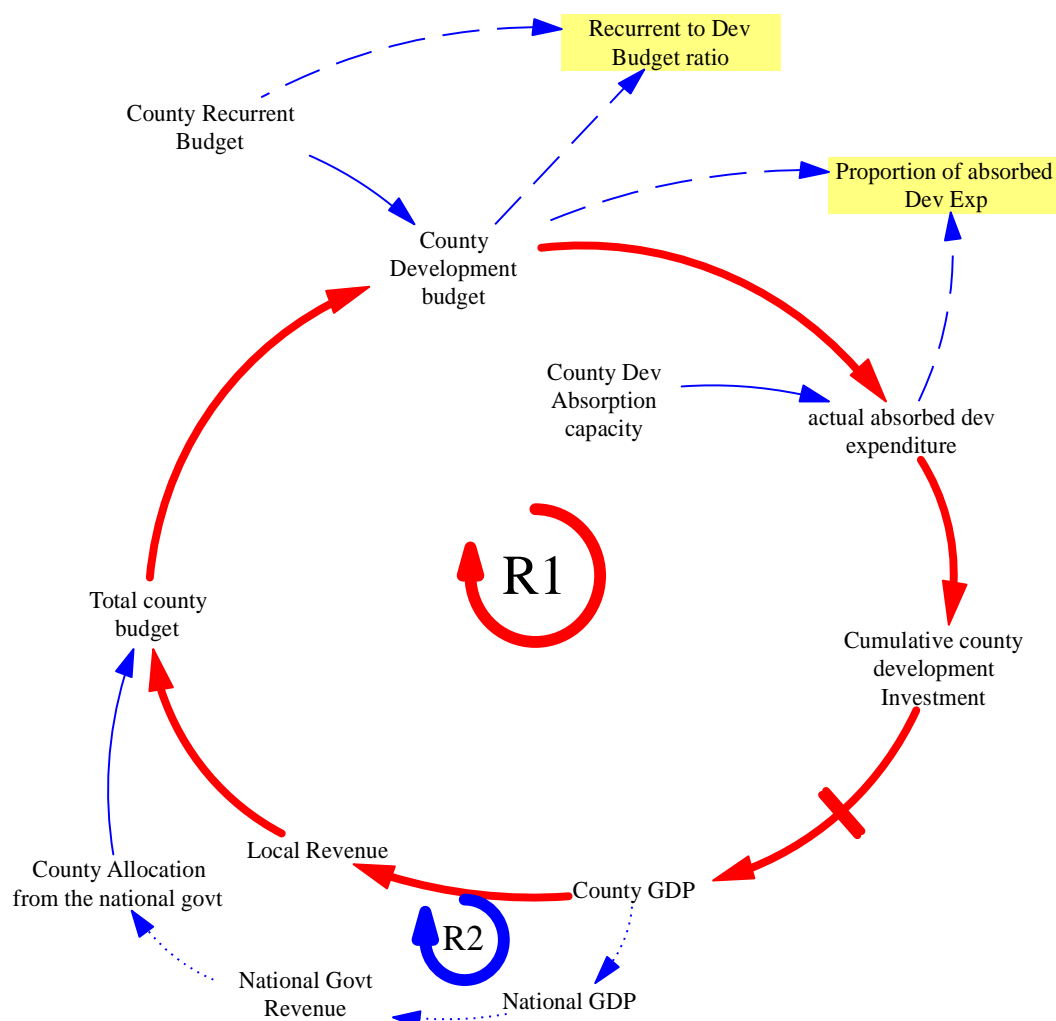 Recurrent to Dev
Budget ratio
County Recurrent
Budget
Proportion of absorbed
Dev Exp
County
Development
budget
County Dev
Absorption
capacity
actual absorbed dev
expenditure
R1
Total county
budget
Cumulative county
development
Investment
Local Revenue
County Allocation
from the national govt
County GDP
R2
National Govt
Revenue
National GDP